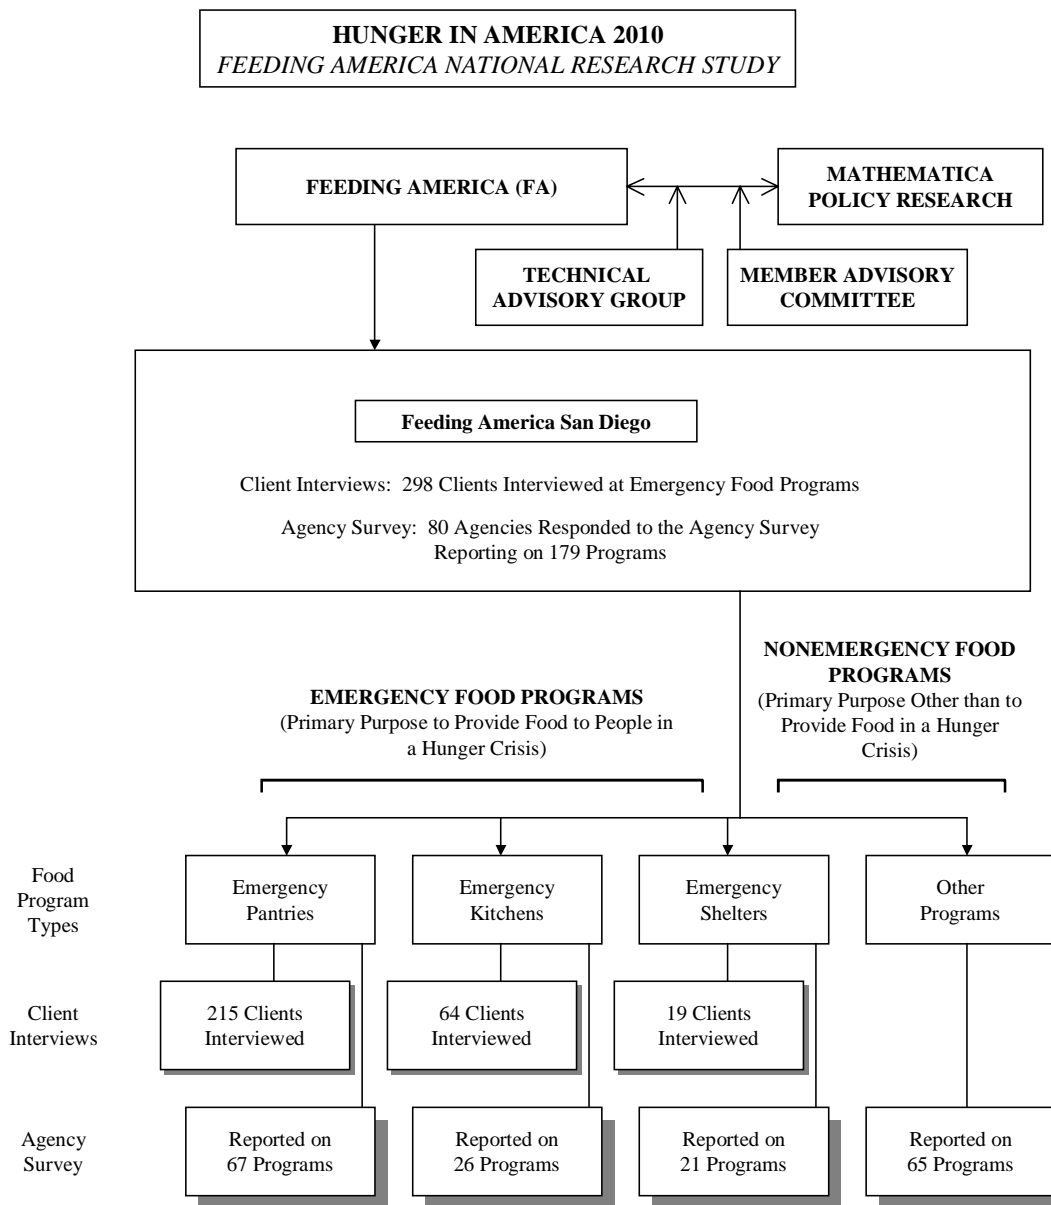 HUNGER IN AMERICA 2010
FEEDING AMERICA NATIONAL RESEARCH STUDY
FEEDING AMERICA (FA)
MATHEMATICA
POLICY RESEARCH
TECHNICAL
ADVISORY GROUP
MEMBER ADVISORY
COMMITTEE
Feeding America San Diego
Client Interviews:  298 Clients Interviewed at Emergency Food Programs
Agency Survey:  80 Agencies Responded to the Agency Survey
Reporting on 179 Programs
EMERGENCY FOOD PROGRAMS
(Primary Purpose to Provide Food to People in
a Hunger Crisis)
NONEMERGENCY FOOD
PROGRAMS
(Primary Purpose Other than to
Provide Food in a Hunger
Crisis)
Food
Program
Types
Emergency
Pantries
Emergency
Kitchens
Emergency
Shelters
Other
Programs
Client
Interviews
215 Clients
Interviewed
64 Clients
Interviewed
19 Clients
Interviewed
Agency
Survey
Reported on
67 Programs
Reported on
26 Programs
Reported on
21 Programs
Reported on
65 Programs